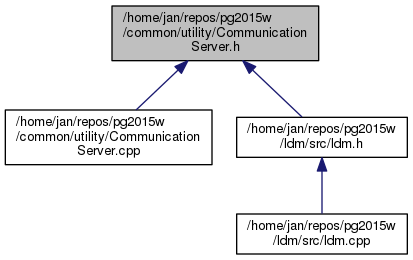 /home/jan/repos/pg2015w
/common/utility/Communication
Server.h
/home/jan/repos/pg2015w
/common/utility/Communication
Server.cpp
/home/jan/repos/pg2015w
/ldm/src/ldm.h
/home/jan/repos/pg2015w
/ldm/src/ldm.cpp